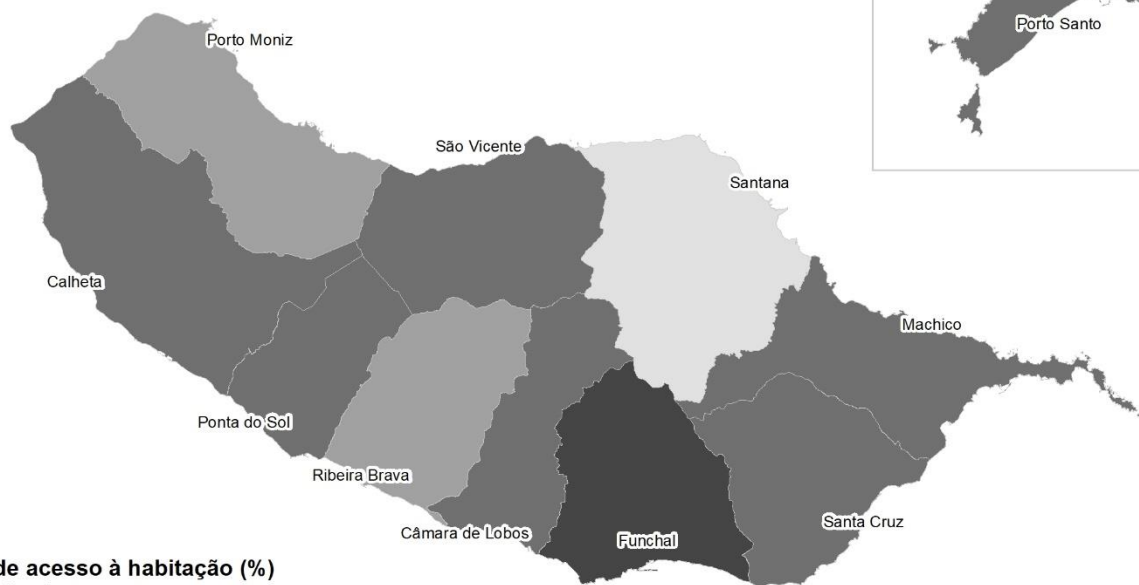 Porto Santo
Porto Moniz
São Vicente
Santana
Calheta
Machico
Ponta do Sol
Ribeira Brava
Câmara de Lobos
Funchal
Santa Cruz
de acesso à habitação (%)